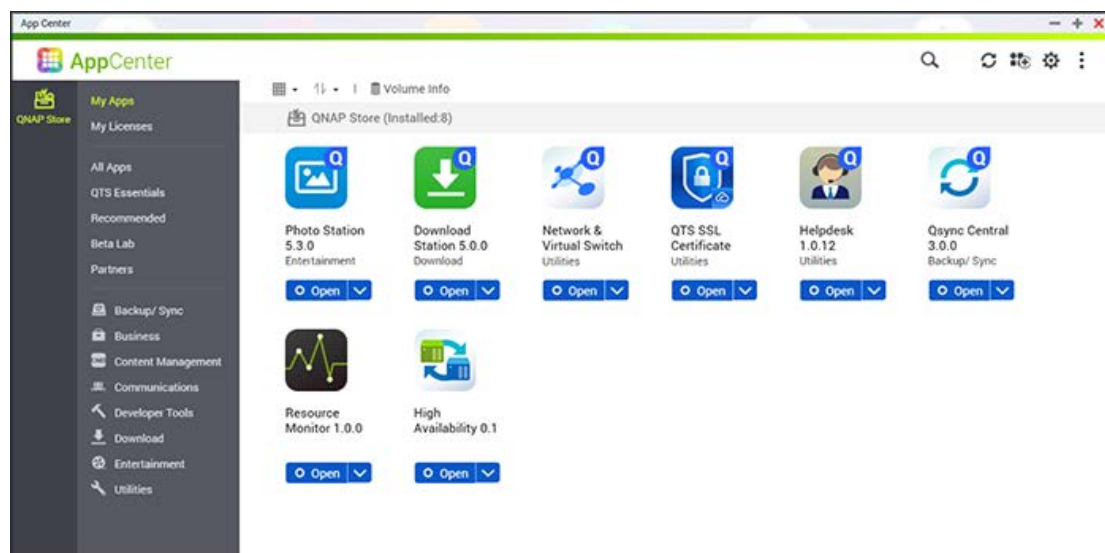 App Center
AppCenter
QNAP Store
My Apps
My Licenses
All Apps
QTS Essentials
Recommended
Beta Lab
Partners
Backup/ Sync
Business
Content Management
Communications
Developer Tools
Download
Entertainment
Utilities
Volume Info
QNAP Store (Installed:8)
Photo Station
5.3.0
Entertainment
Open
Download
Station 5.0.0
Download
Open
Network &
Virtual Switch
Utilities
Open
QTS SSL
Certificate
Utilities
Open
Helpdesk
1.0.12
Utilities
Open
Qsync Central
3.0.0
Backup/ Sync
Open
Resource
Monitor 1.0.0
Open
High
Availability 0.1
Open